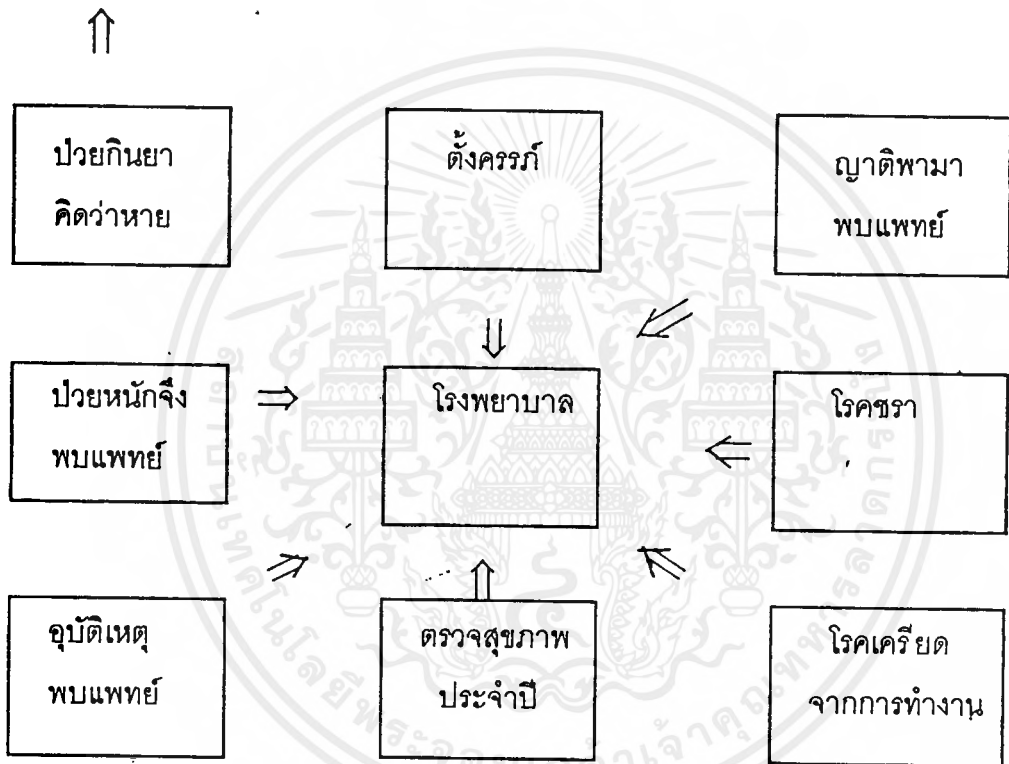 ป่วยกินยา
คิดว่าหาย
ตั้งครรภ์
ญาติพามา
พบแพทย์
ป่วยหนักจึง
พบแพทย์
โรงพยาบาล
โรคชรา
อุบัติเหตุ
พบแพทย์
ตรวจสุขภาพ
ประจำปี
โรคเครียด
จากการทำงาน